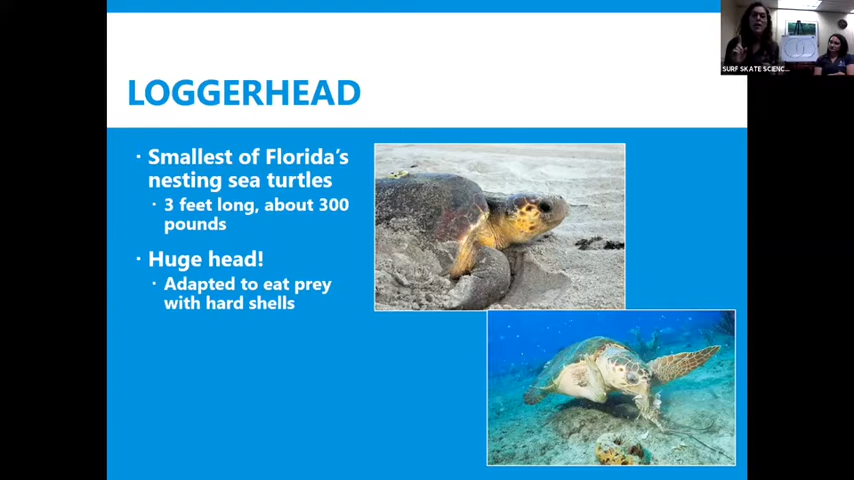 SURF SKATE SCIENC...
LOGGERHEAD
· Smallest of Florida's
nesting sea turtles
· 3 feet long, about 300
pounds
· Huge head!
· Adapted to eat prey
with hard shells